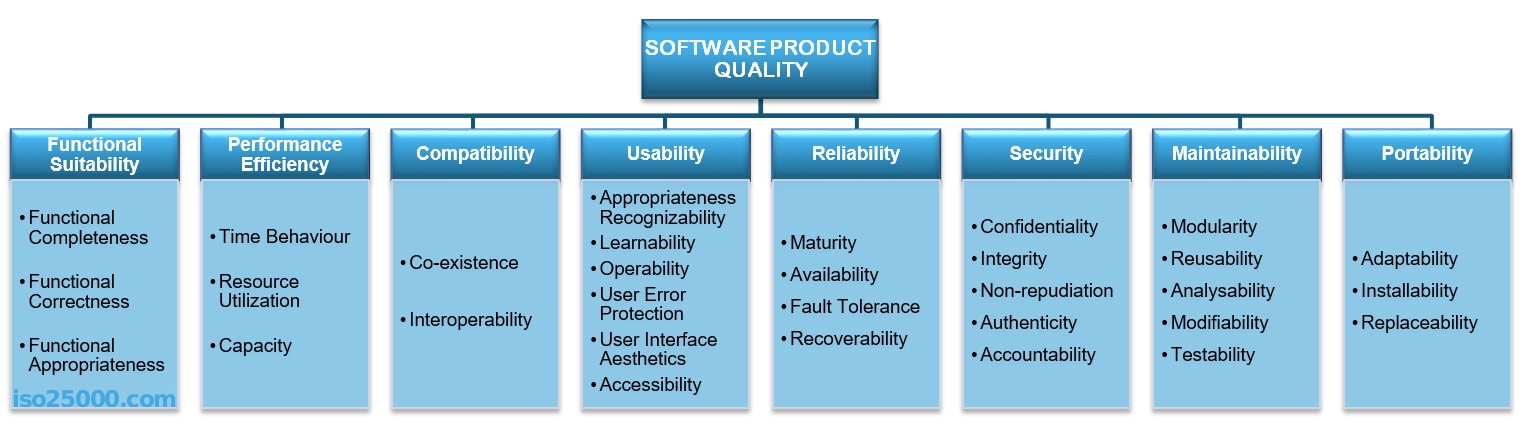 SOFTWARE PRODUCT
QUALITY
Functional
Suitability
• Functional
Completeness
• Functional
Correctness
• Functional
Appropriateness
iso25000.com
Performance
Efficiency
• Time Behaviour
• Resource
Utilization
• Capacity
Compatibility
• Co-existence
• Interoperability
Usability
• Appropriateness
Recognizability
• Learnability
• Operability
• User Error
Protection
• User Interface
Aesthetics
• Accessibility
Reliability
• Maturity
• Availability
• Fault Tolerance
• Recoverability
Security
• Confidentiality
• Integrity
• Non-repudiation
• Authenticity
• Accountability
Maintainability
• Modularity
• Reusability
• Analysability
• Modifiability
• Testability
Portability
• Adaptability
• Installability
• Replaceability